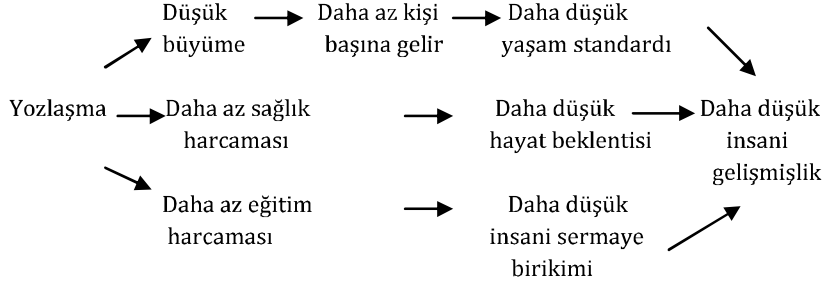 Düşük
büyüme
Daha az kişi
başına gelir
Daha düşük
yaşam standardı
Yozlaşma
Daha az sağlık
harcaması
Daha düşük
hayat beklentisi
Daha düşük
insani
gelişmişlik
Daha az eğitim
harcaması
Daha düşük
insani sermaye
birikimi